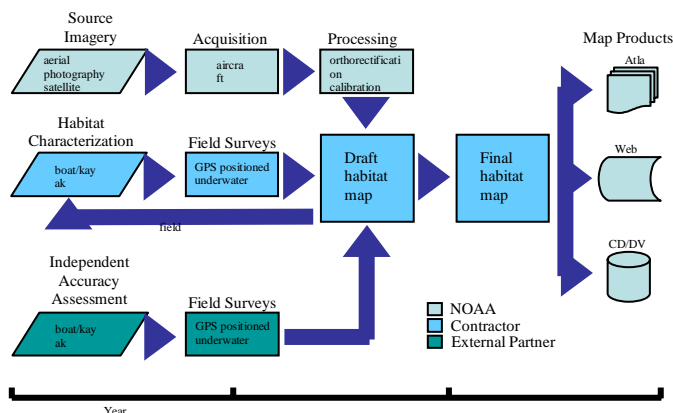 Source
Imagery
Acquisition
Processing
Map Products
aerial
photography
satellite
aircra
ft
orthorectificati
on
calibration
Atla
Habitat
Characterization
Field Surveys
boat/kay
ak
GPS positioned
underwater
Draft
habitat
map
Final
habitat
map
Web
field
CD/DV
Independent
Accuracy
Assessment
Field Surveys
boat/kay
ak
GPS positioned
underwater
NOAA
Contractor
External Partner
Year